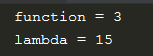 function = 3
lambda = 15